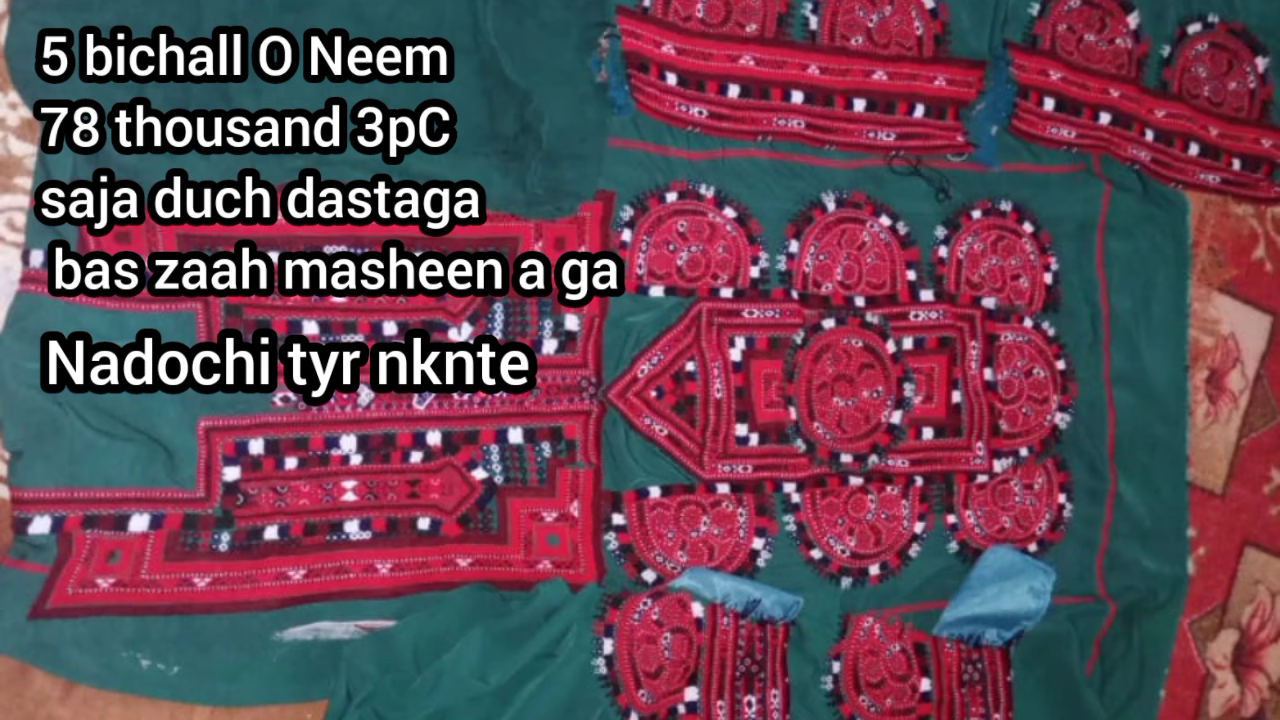 5 bichall O Neem
78 thousand 3pC
saja duch dastaga
bas zaah masheen a ga
Nadochi tyr nknte